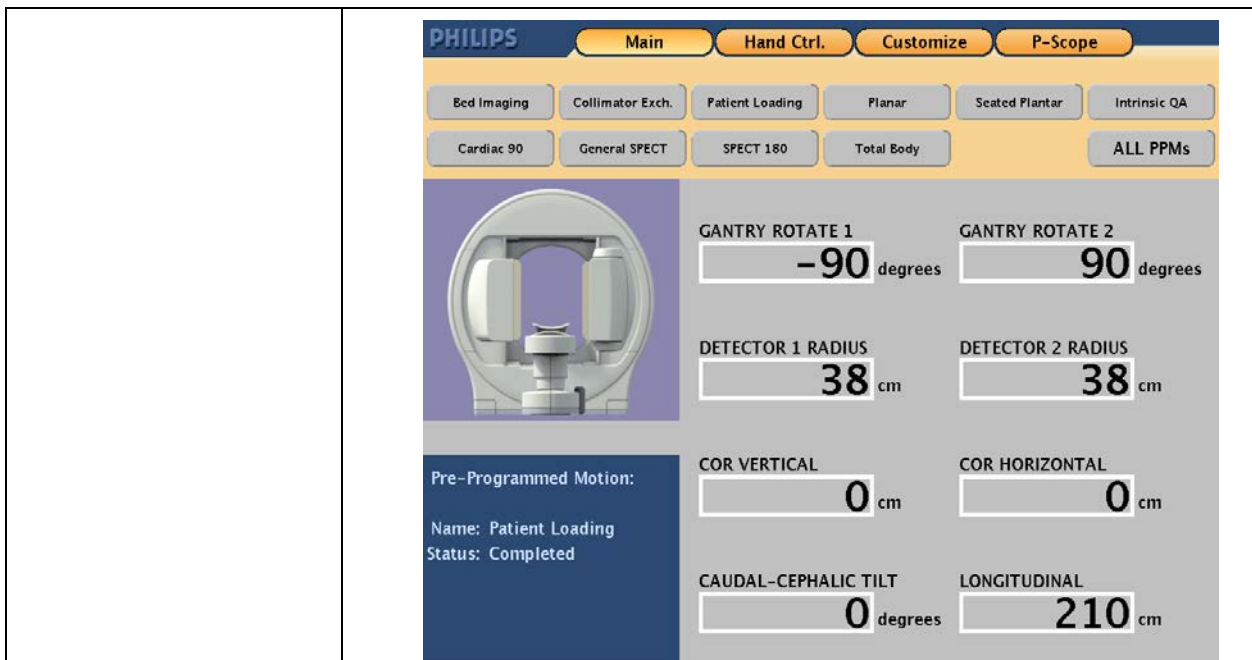 PHILIPS Main Hand Ctrl. Customize P-Scope
Bed Imaging Collimator Exch. Patient Loading Planar Seated Plantar Intrinsic QA
Cardiac 90 General SPECT SPECT 180 Total Body ALL PPMs
GANTRY ROTATE 1 GANTRY ROTATE 2
-90 degrees 90 degrees
DETECTOR 1 RADIUS DETECTOR 2 RADIUS
38 cm 38 cm
COR VERTICAL COR HORIZONTAL
0 cm 0 cm
CAUDAL-CEPHALIC TILT LONGITUDINAL
0 degrees 210 cm
Pre-Programmed Motion:
Name: Patient Loading
Status: Completed